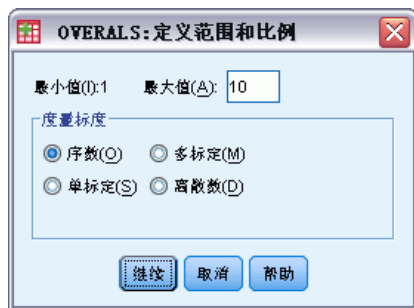 OVERALS:定义范围和比例
最小值(I):1 最大值(A): 10
度量标度
序数(O) 多标定(M)
单标定(S) 离散数(D)
继续 取消 帮助